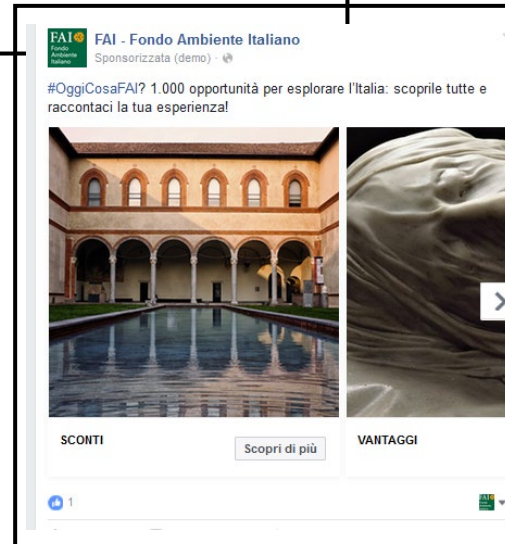 FAI
Fondo
Ambiente
Italiano
FAI - Fondo Ambiente Italiano
Sponsorizzata (demo) ·
#OggiCosaFAI? 1.000 opportunità per esplorare l'Italia: scoprile tutte e
raccontaci la tua esperienza!
SCONTI
Scopri di più
VANTAGGI
1
FAI